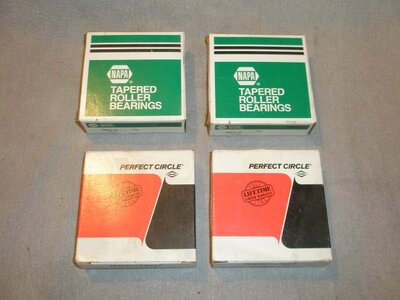 NAPA
TAPERED
ROLLER
BEARINGS
NAPA
TAPERED
ROLLER
BEARINGS
PERFECT CIRCLE
LIFETIME
PERFECT CIRCLE
LIFETIME